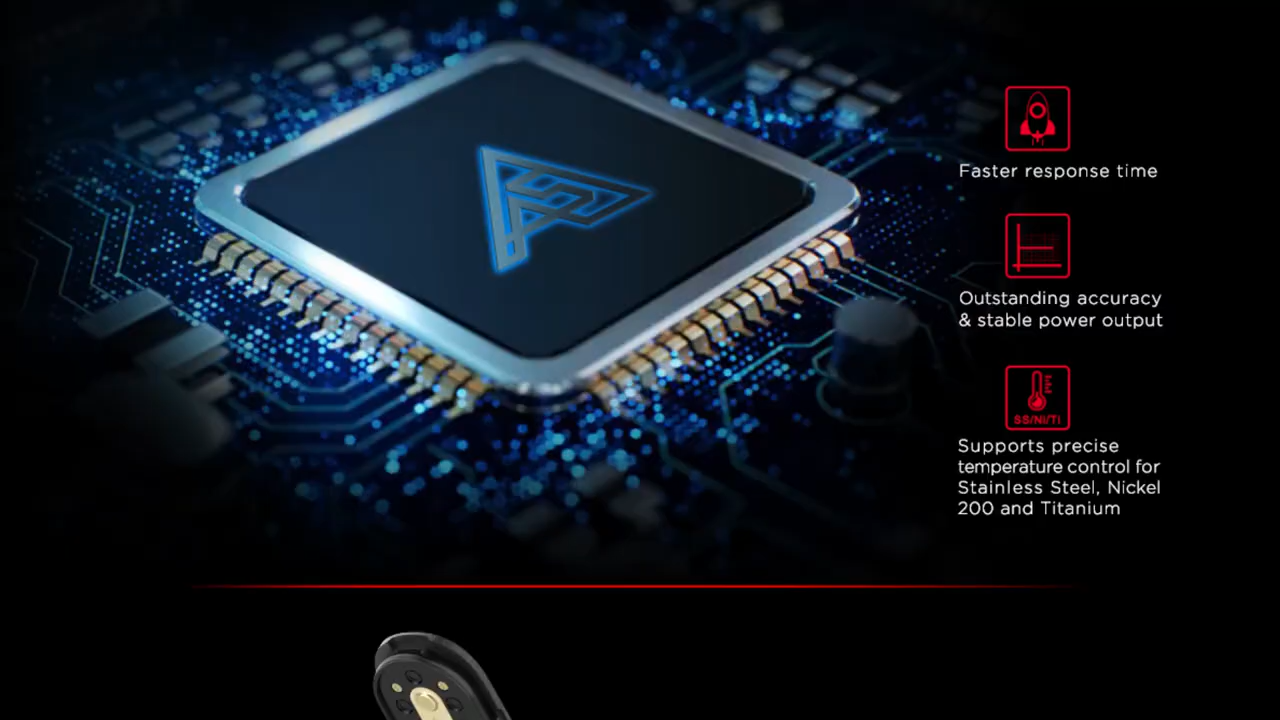 Faster response time
Outstanding accuracy
& stable power output
SS/NI/TI
Supports precise
temperature control for
Stainless Steel, Nickel
200 and Titanium